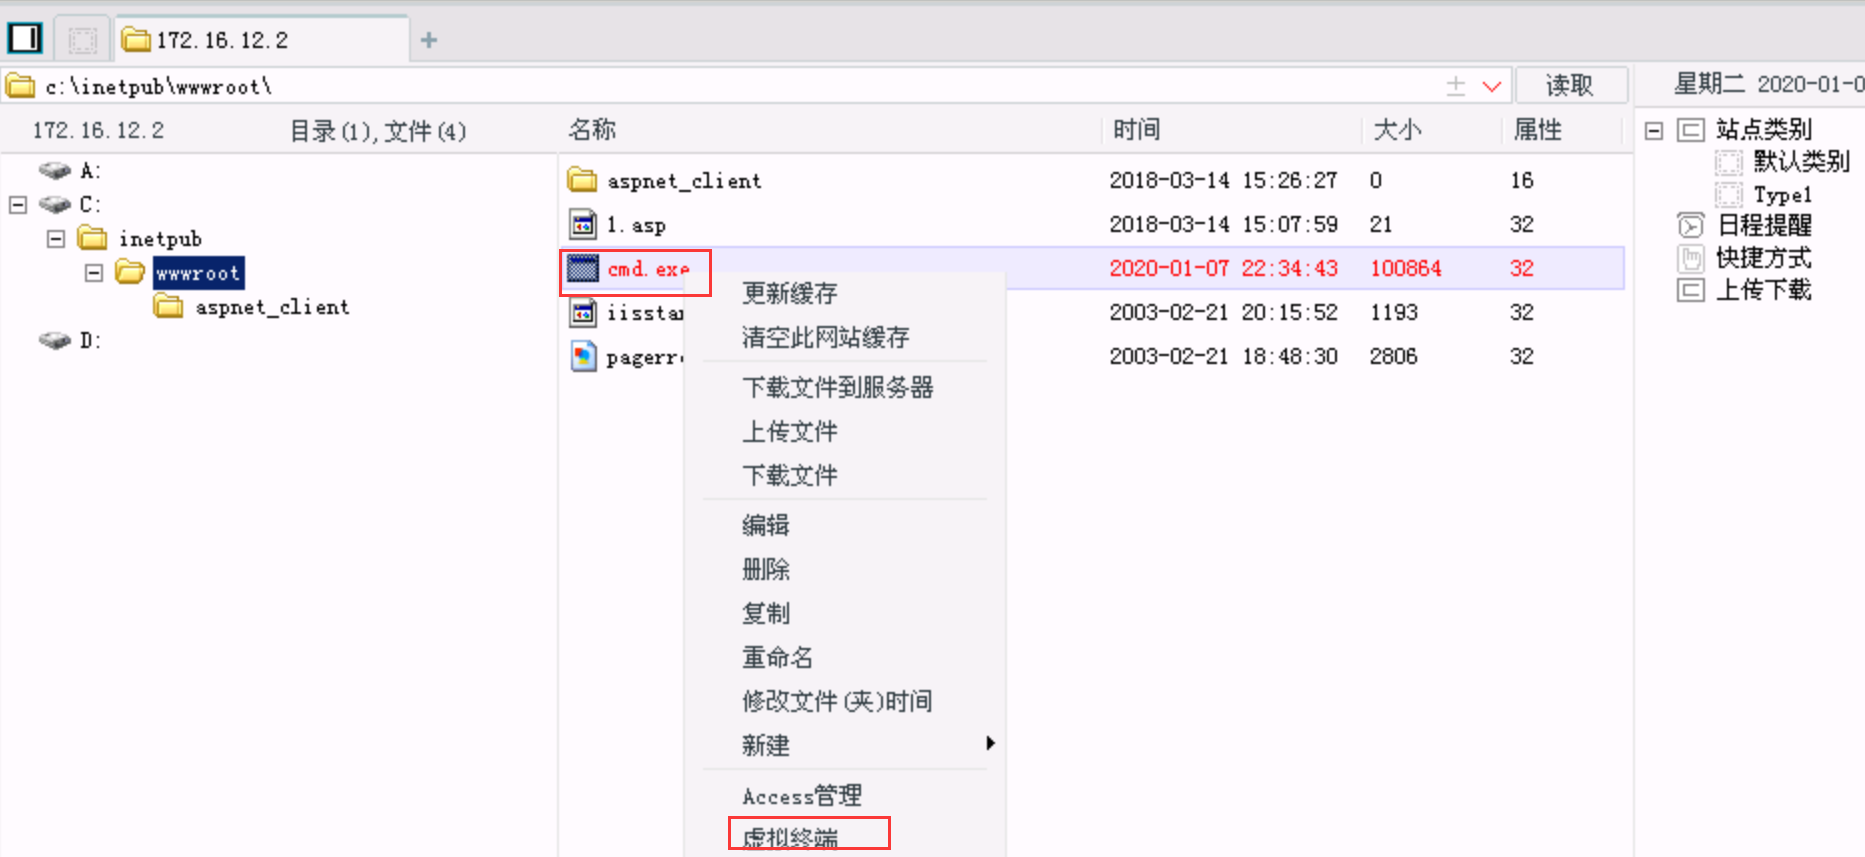 172.16.12.2
c:\inetpub\wwwroot\
读取
星期二 2020-01-0
172.16.12.2 目录(1),文件(4)
名称 时间 大小 属性
A:
C:
inetpub
wwwroot
aspnet_client
D:
aspnet_client 2018-03-14 15:26:27 0 16
1.asp 2018-03-14 15:07:59 21 32
cmd.exe 2020-01-07 22:34:43 100864 32
iisstar 2003-02-21 20:15:52 1193 32
pagerr 2003-02-21 18:48:30 2806 32
更新缓存
清空此网站缓存
下载文件到服务器
上传文件
下载文件
编辑
删除
复制
重命名
修改文件(夹)时间
新建
Access管理
虚拟终端
站点类别
默认类别
Type1
日程提醒
快捷方式
上传下载